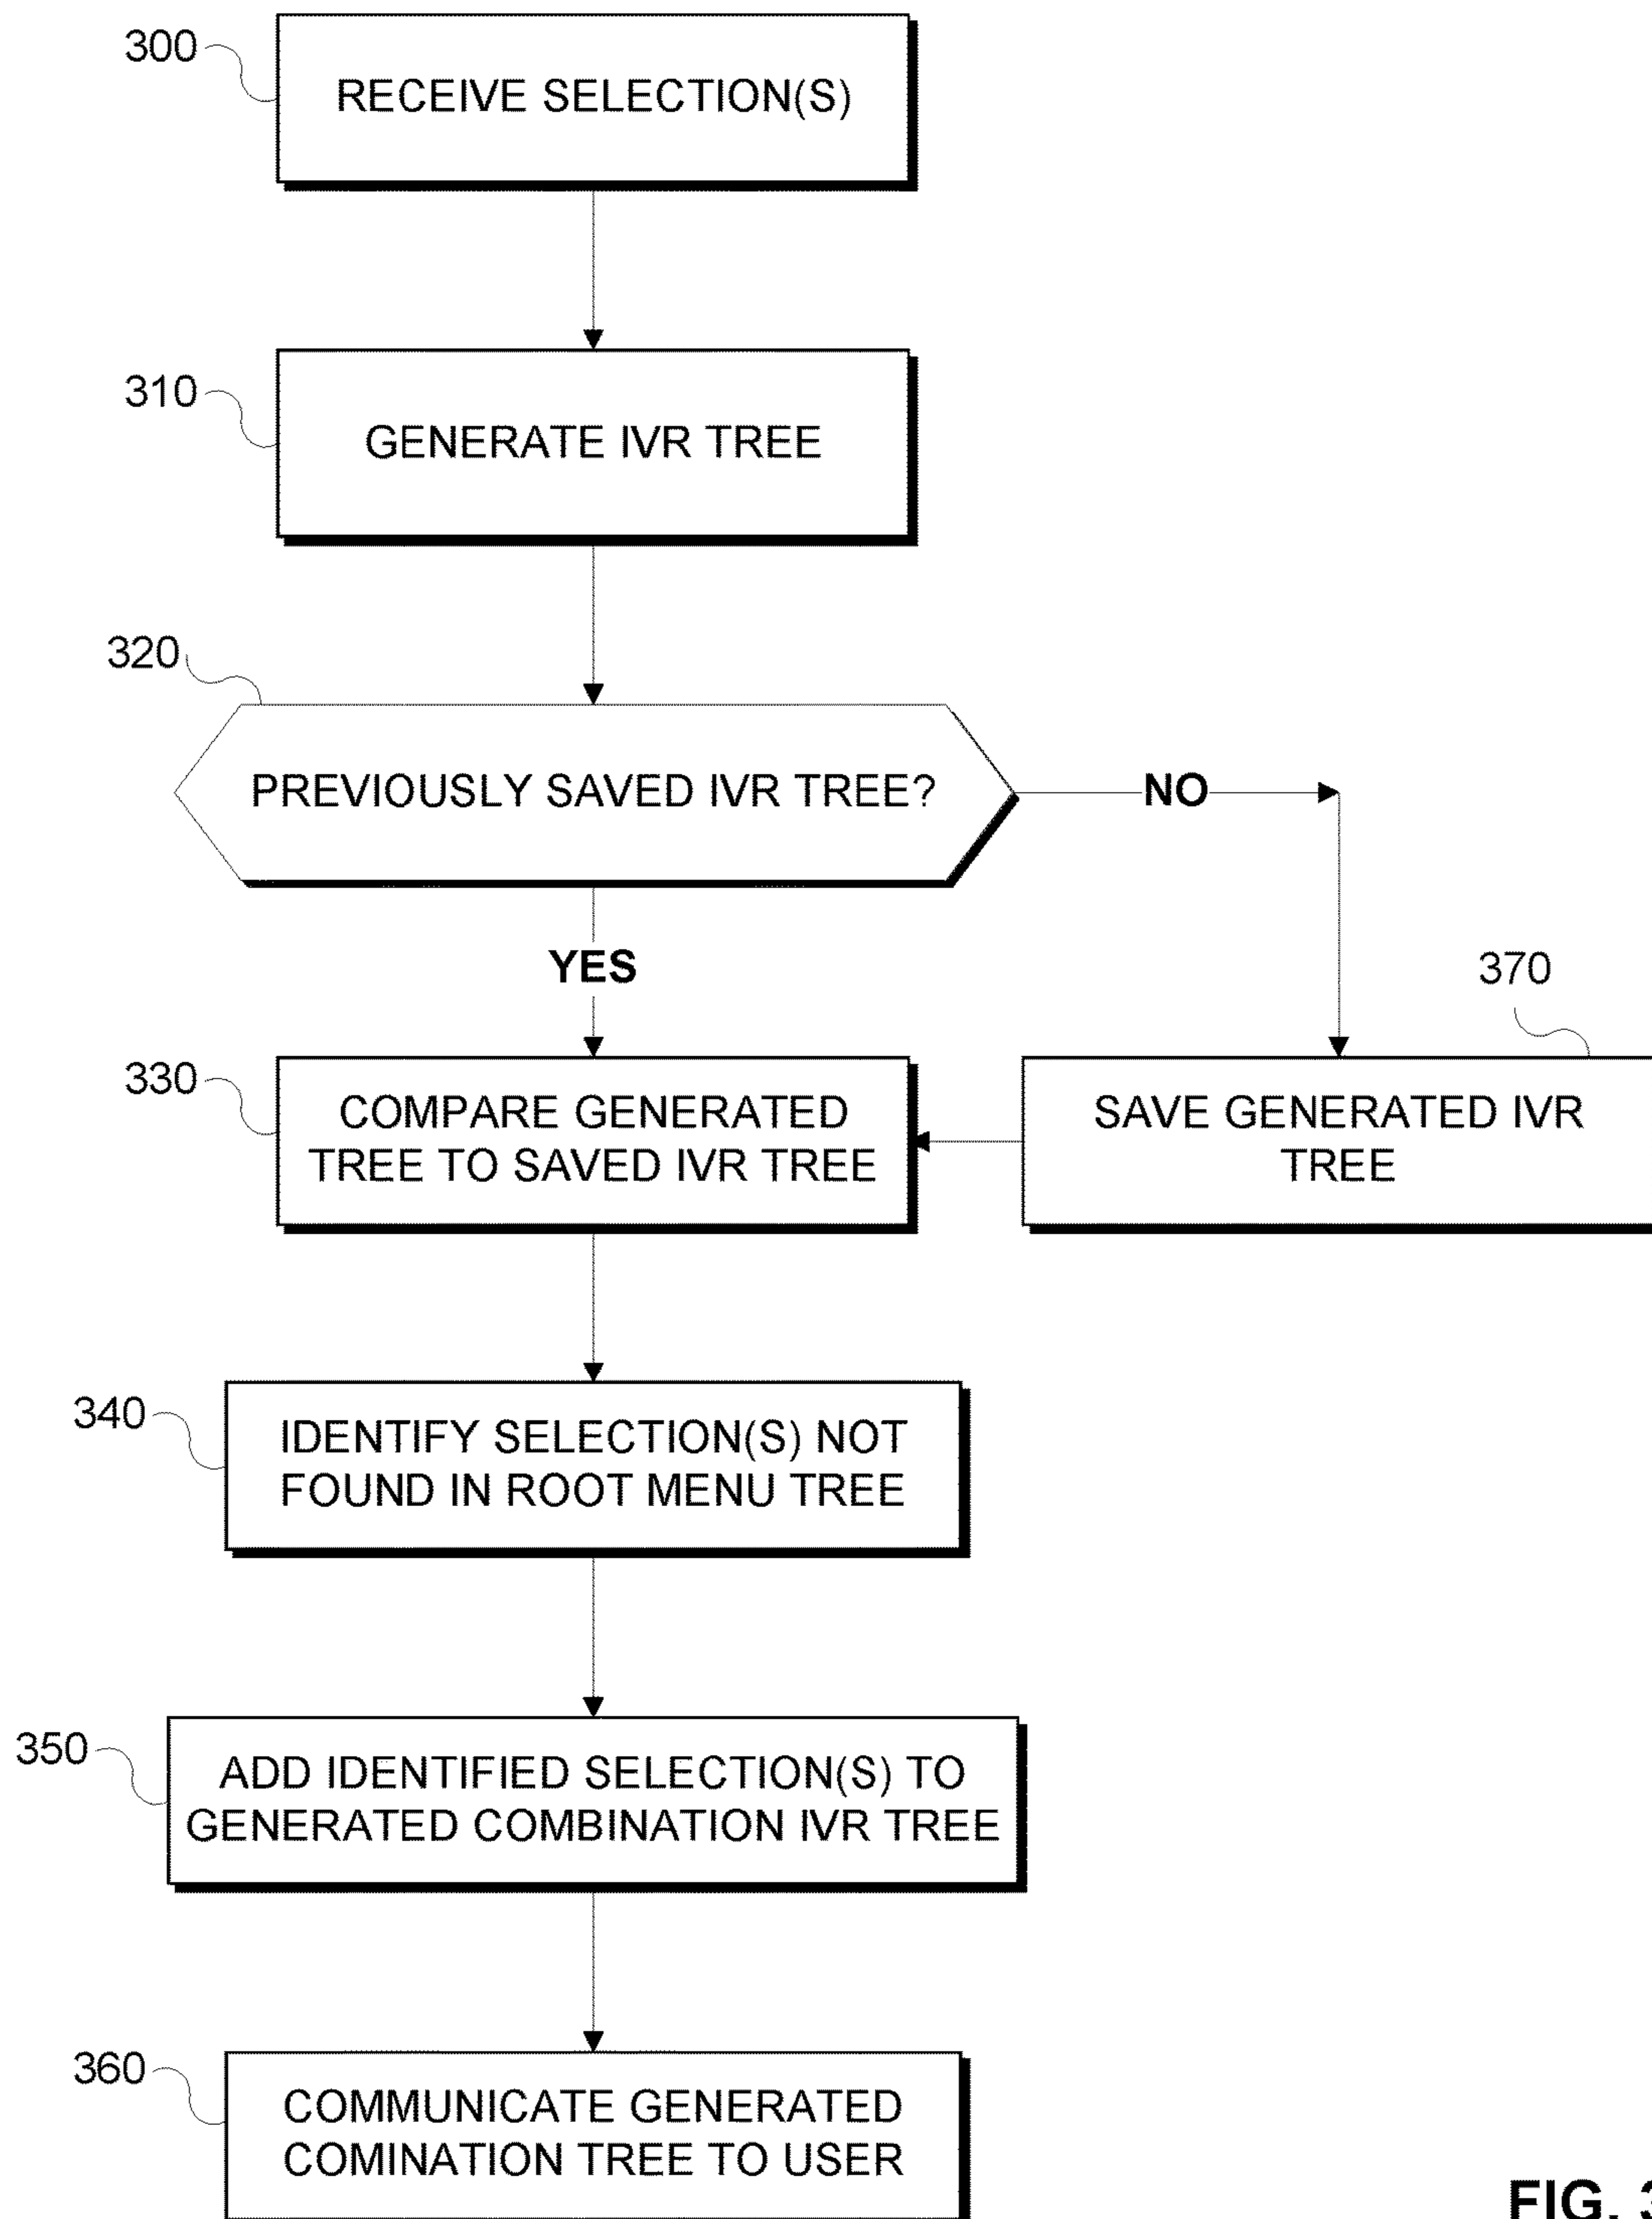 300
RECEIVE SELECTION(S)
310
GENERATE IVR TREE
320
PREVIOUSLY SAVED IVR TREE?
NO
YES
370
330
COMPARE GENERATED
TREE TO SAVED IVR TREE
SAVE GENERATED IVR
TREE
340
IDENTIFY SELECTION(S) NOT
FOUND IN ROOT MENU TREE
350
ADD IDENTIFIED SELECTION(S) TO
GENERATED COMBINATION IVR TREE
360
COMMUNICATE GENERATED
COMINATION TREE TO USER
FIG. 3